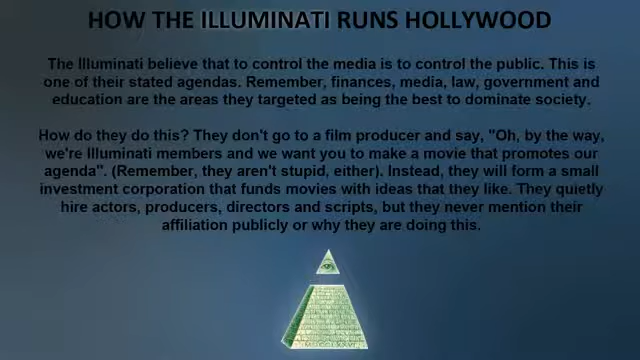 HOW THE ILLUMINATI RUNS HOLLYWOOD
The Illuminati believe that to control the media is to control the public. This is
one of their stated agendas. Remember, finances, media, law, government and
education are the areas they targeted as being the best to dominate society.
How do they do this? They don't go to a film producer and say, "Oh, by the way,
we're Illuminati members and we want you to make a movie that promotes our
agenda". (Remember, they aren't stupid, either). Instead, they will form a small
investment corporation that funds movies with ideas that they like. They quietly
hire actors, producers, directors and scripts, but they never mention their
affiliation publicly or why they are doing this.